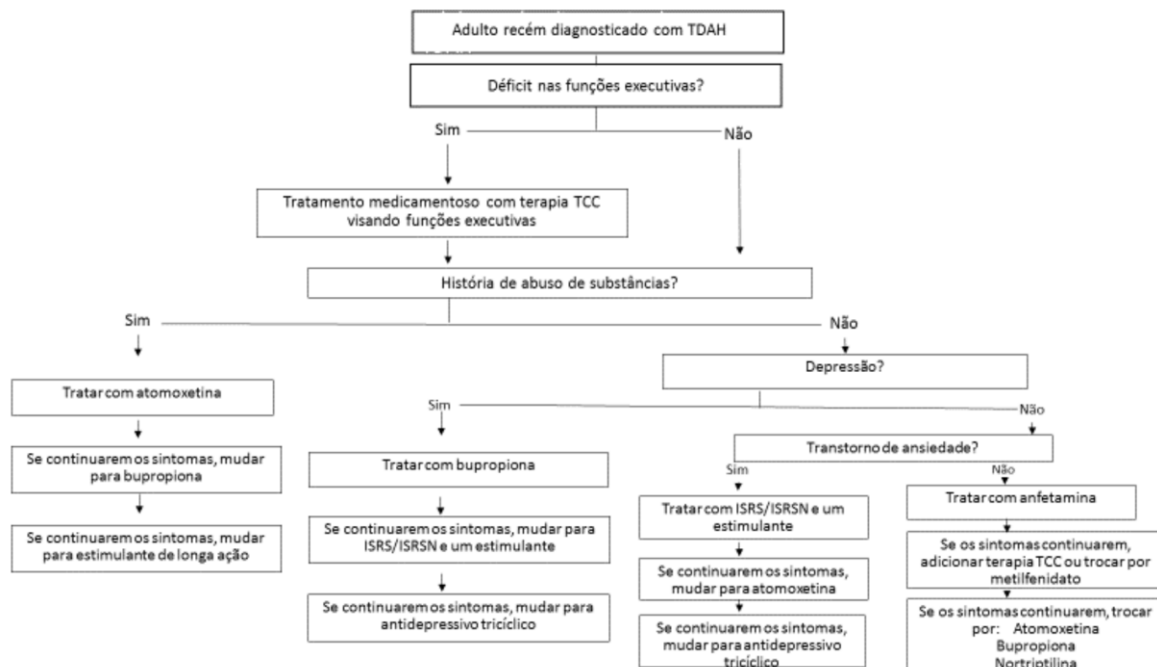 Adulto recém diagnosticado com TDAH
Déficit nas funções executivas?
Sim
Não
Tratamento medicamentoso com terapia TCC
visando funções executivas
História de abuso de substâncias?
Sim
Não
Tratar com atomoxetina
Se continuarem os sintomas, mudar
para bupropiona
Se continuarem os sintomas, mudar
para estimulante de longa ação
Depressão?
Sim
Não
Tratar com bupropiona
Se continuarem os sintomas, mudar para
ISRS/ISRSN e um estimulante
Se continuarem os sintomas, mudar para
antidepressivo tricíclico
Transtorno de ansiedade?
Sim
Não
Tratar com ISRS/ISRSN e um
estimulante
Se continuarem os sintomas,
mudar para atomoxetina
Se continuarem os sintomas,
mudar para antidepressivo
tricíclico
Tratar com anfetamina
Se os sintomas continuarem,
adicionar terapia TCC ou trocar por
metilfenidato
Se os sintomas continuarem, trocar
por: Atomoxetina
Bupropiona
Nortriptilina